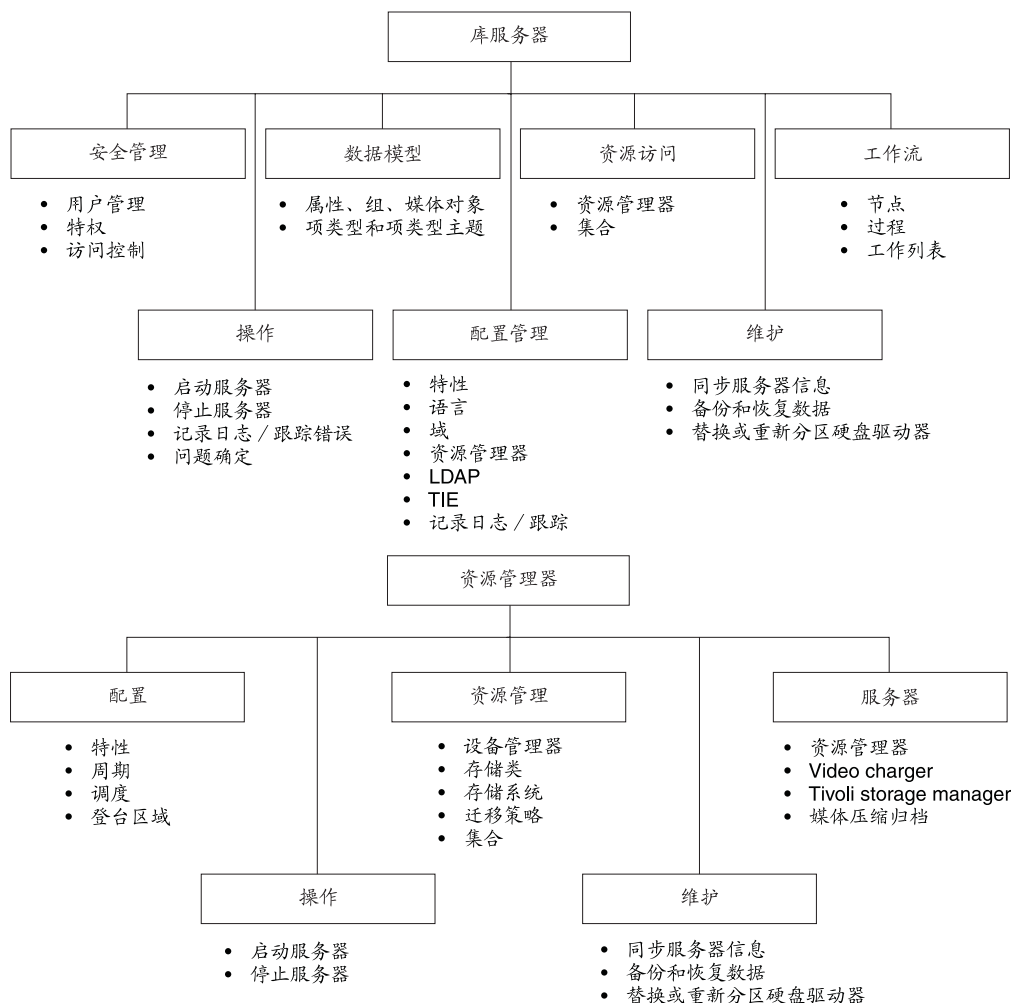 库服务器
安全管理
数据模型
资源访问
工作流
• 用户管理
• 特权
• 访问控制
• 属性、组、媒体对象
• 项类型和项类型主题
• 资源管理器
• 集合
• 节点
• 过程
• 工作列表
操作
配置管理
维护
• 启动服务器
• 停止服务器
• 记录日志/跟踪错误
• 问题确定
• 特性
• 语言
• 域
• 资源管理器
• LDAP
• TIE
• 记录日志/跟踪
• 同步服务器信息
• 备份和恢复数据
• 替换或重新分区硬盘驱动器
资源管理器
配置
资源管理
服务器
• 特性
• 周期
• 调度
• 登台区域
• 设备管理器
• 存储类
• 存储系统
• 迁移策略
• 集合
• 资源管理器
• Video charger
• Tivoli storage manager
• 媒体压缩归档
操作
维护
• 启动服务器
• 停止服务器
• 同步服务器信息
• 备份和恢复数据
• 替换或重新分区硬盘驱动器